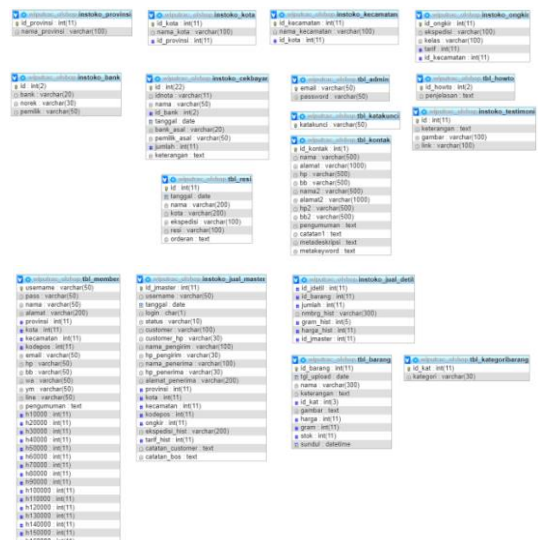 instoko_provinsi
id_provinsi : int(11)
nama_provinsi : varchar(100)
instoko_kota
id_kota : int(11)
nama_kota : varchar(100)
id_provinsi : int(11)
instoko_kecamatan
id_kecamatan : int(11)
nama_kecamatan : varchar(100)
id_kota : int(11)
instoko_ongkir
id_ongkir : int(11)
ekspedisi : varchar(100)
kelas : varchar(100)
tarif : int(11)
id_kecamatan : int(11)
instoko_bank
id : int(2)
bank : varchar(20)
norek : varchar(30)
pemilik : varchar(50)
instoko_cekbayar
id : int(22)
idnota : varchar(11)
nama : varchar(50)
id_bank : int(2)
tanggal : date
bank_asal : varchar(20)
pemilik_asal : varchar(50)
jumlah : int(11)
keterangan : text
tbl_admin
email : varchar(50)
password : varchar(50)
tbl_howto
id_howto : int(2)
penjelasan : text
tbl_katakunci
katakunci : varchar(50)
instoko_testimoni
id : int(11)
keterangan : text
gambar : varchar(100)
link : varchar(100)
tbl_kontak
id_kontak : int(1)
nama : varchar(500)
alamat : varchar(1000)
hp : varchar(500)
bb : varchar(500)
nama2 : varchar(500)
alamat2 : varchar(1000)
hp2 : varchar(500)
bb2 : varchar(500)
pengumuman : text
catatan1 : text
metadeskripsi : text
metakeyword : text
tbl_resi
id : int(11)
tanggal : date
nama : varchar(200)
kota : varchar(200)
ekspedisi : varchar(100)
resi : varchar(100)
orderan : text
tbl_member
username : varchar(50)
pass : varchar(50)
nama : varchar(50)
alamat : varchar(200)
provinsi : int(11)
kota : int(11)
kecamatan : int(11)
kodepos : int(11)
email : varchar(50)
hp : varchar(50)
bb : varchar(50)
wa : varchar(50)
ym : varchar(50)
line : varchar(50)
pengumuman : text
h10000 : int(11)
h20000 : int(11)
h30000 : int(11)
h40000 : int(11)
h50000 : int(11)
h60000 : int(11)
h70000 : int(11)
h80000 : int(11)
h90000 : int(11)
h100000 : int(11)
h110000 : int(11)
h120000 : int(11)
h130000 : int(11)
h140000 : int(11)
h150000 : int(11)
instoko_jual_master
id_jmaster : int(11)
username : varchar(50)
tanggal : date
login : char(1)
status : varchar(10)
customer : varchar(100)
customer_hp : varchar(30)
nama_pengirim : varchar(100)
hp_pengirim : varchar(30)
nama_penerima : varchar(100)
hp_penerima : varchar(30)
alamat_penerima : varchar(200)
provinsi : int(11)
kota : int(11)
kecamatan : int(11)
kodepos : int(11)
ongkir : int(11)
ekspedisi_hist : varchar(200)
tarif_hist : int(11)
catatan_customer : text
catatan_bos : text
instoko_jual_detil
id_jdetil : int(11)
id_barang : int(11)
jumlah : int(11)
nmbrg_hist : varchar(300)
gram_hist : int(5)
harga_hist : int(11)
id_jmaster : int(11)
tbl_barang
id_barang : int(11)
tgl_upload : date
nama : varchar(300)
keterangan : text
id_kat : int(3)
gambar : text
harga : int(11)
gram : int(11)
stok : int(11)
sundul : datetime
tbl_kategoribarang
id_kat : int(11)
kategori : varchar(30)